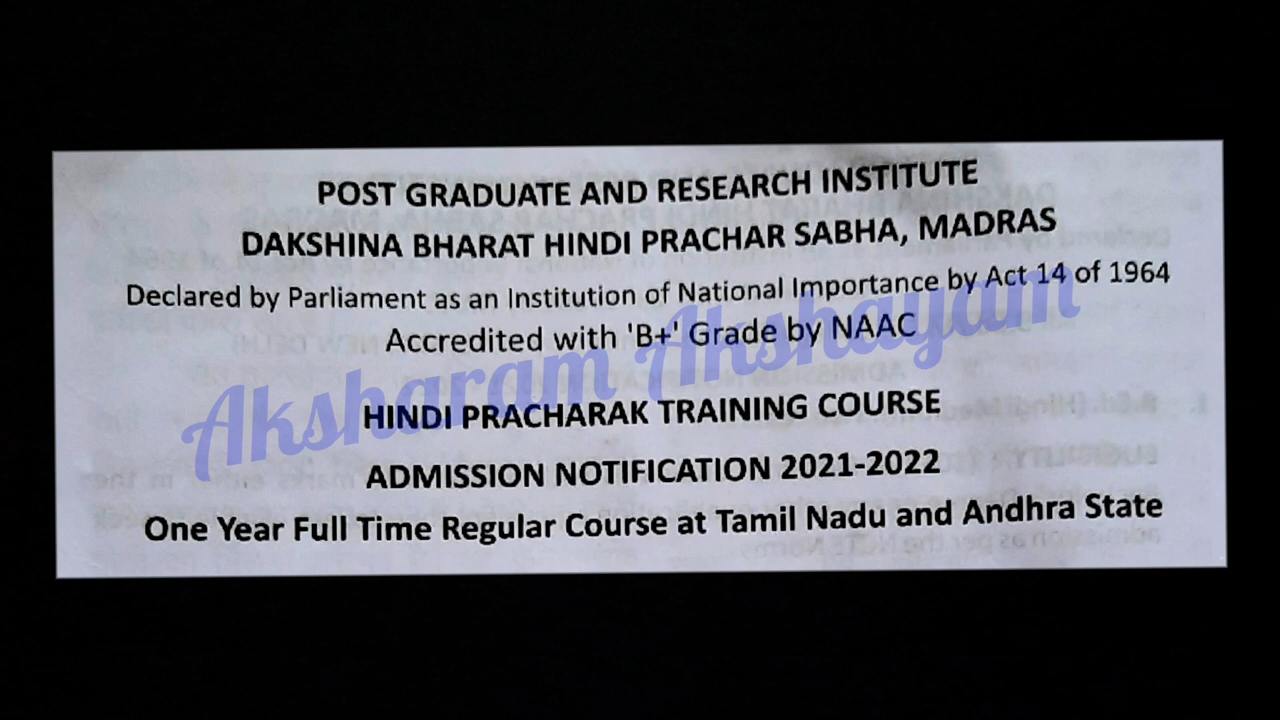 POST GRADUATE AND RESEARCH INSTITUTE
DAKSHINA BHARAT HINDI PRACHAR SABHA, MADRAS
Declared by Parliament as an Institution of National Importance by Act 14 of 1964
Accredited with 'B+' Grade by NAAC
Aksharam Akshayam
HINDI PRACHARAK TRAINING COURSE
ADMISSION NOTIFICATION 2021-2022
One Year Full Time Regular Course at Tamil Nadu and Andhra State